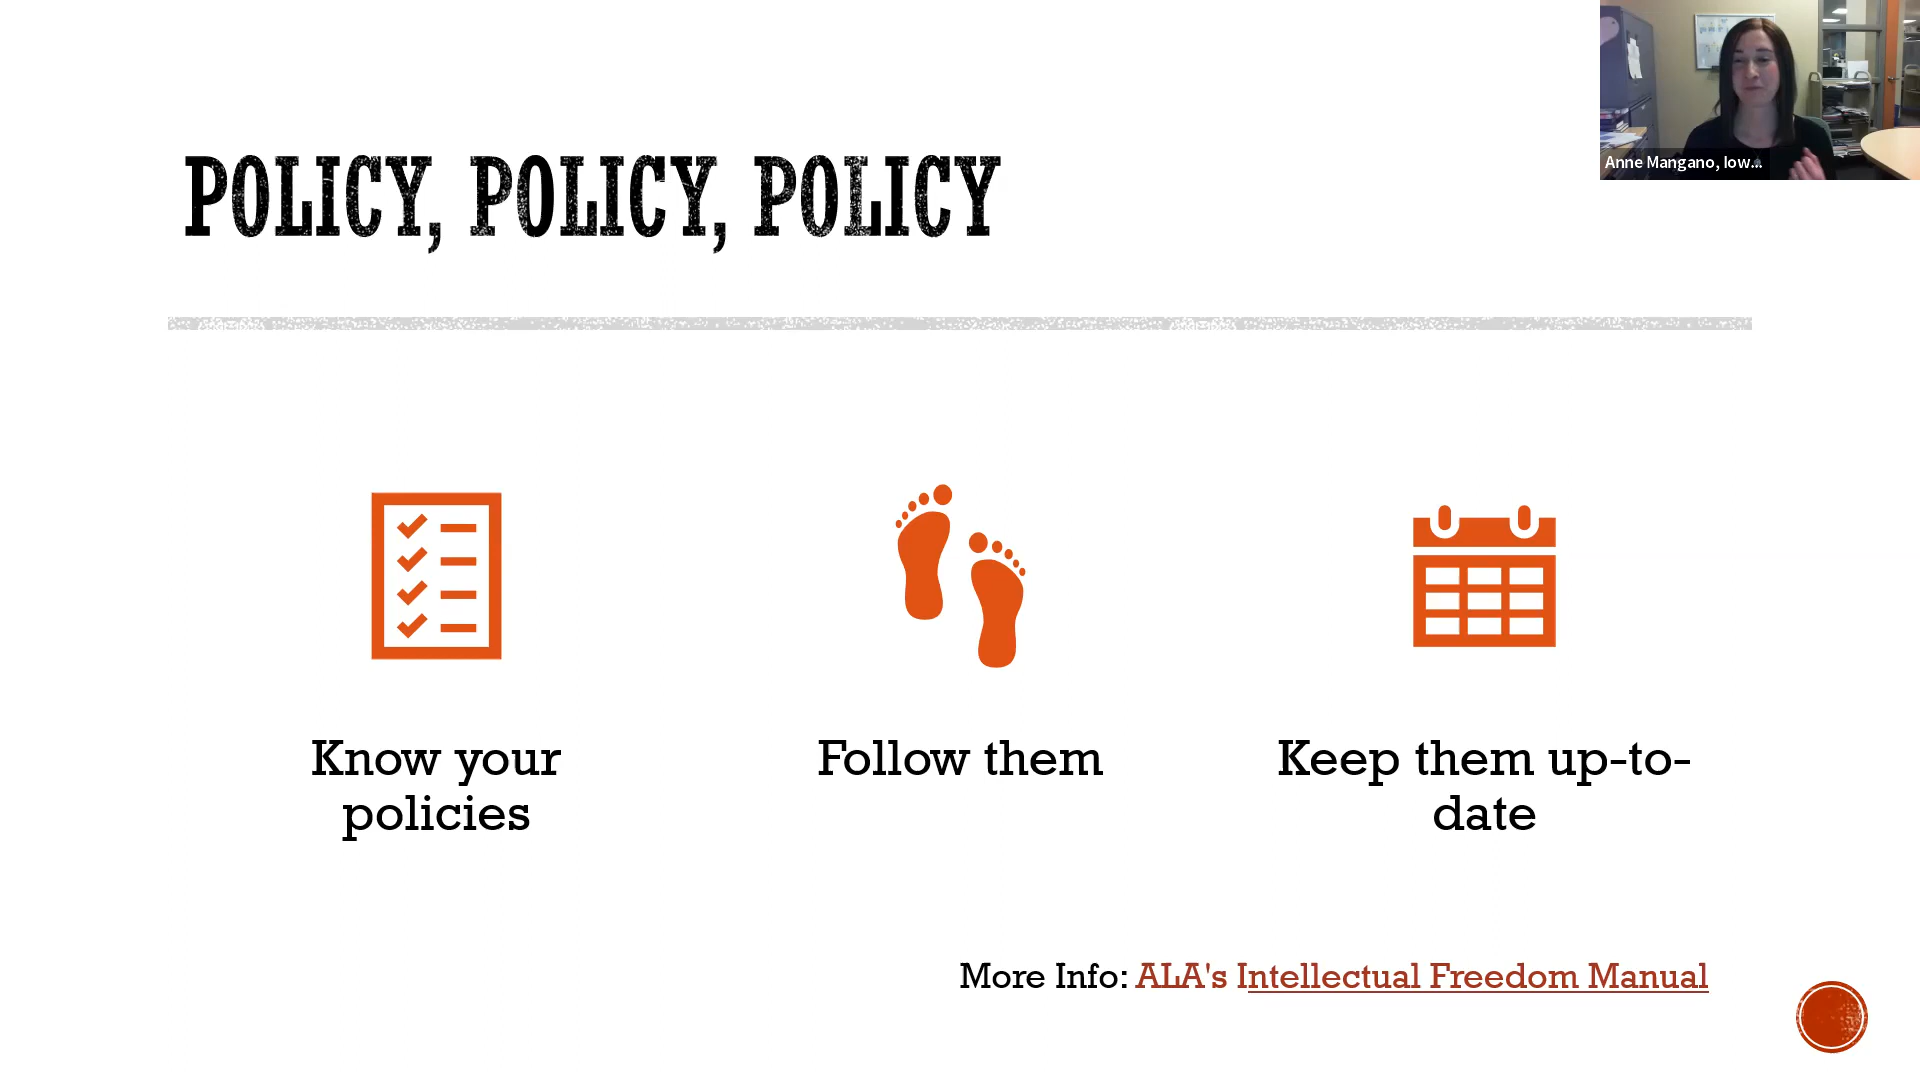 Anne Mangano, Iow...
POLICY, POLICY, POLICY
Know your
policies
Follow them
Keep them up-to-
date
More Info: ALA's Intellectual Freedom Manual